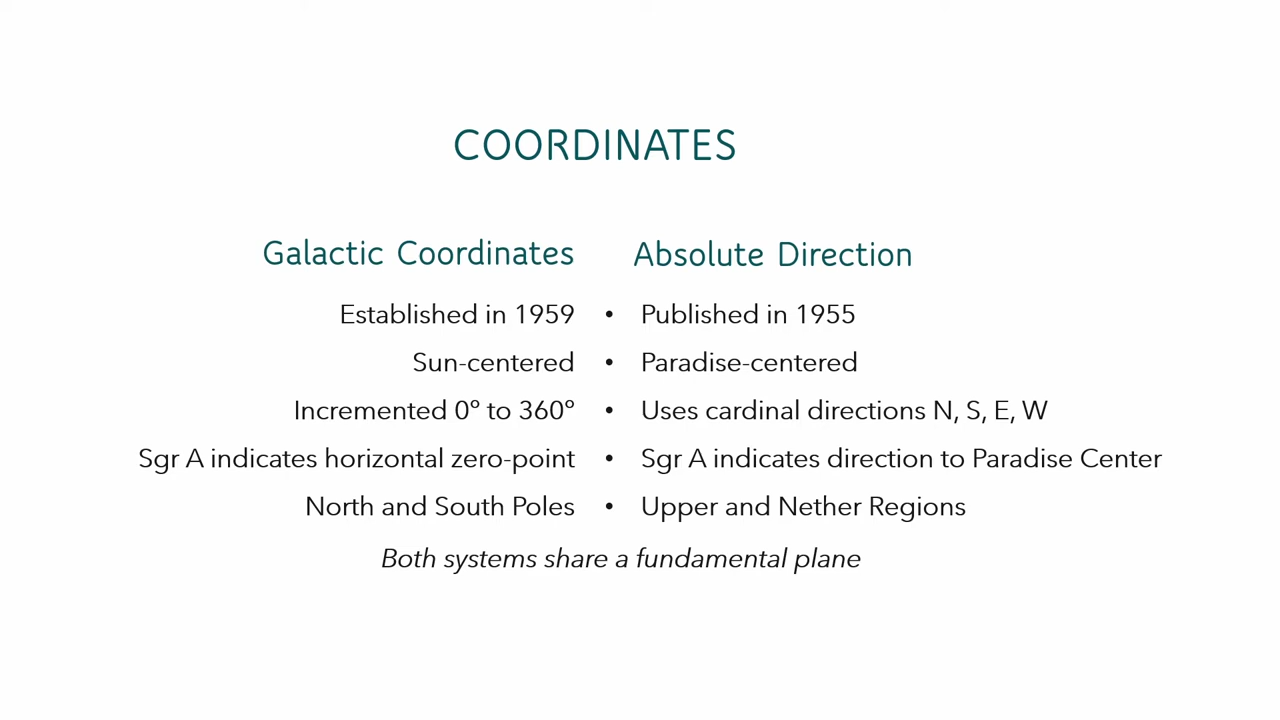 COORDINATES
Galactic Coordinates Absolute Direction
Established in 1959 • Published in 1955
Sun-centered • Paradise-centered
Incremented 0º to 360º • Uses cardinal directions N, S, E, W
Sgr A indicates horizontal zero-point • Sgr A indicates direction to Paradise Center
North and South Poles • Upper and Nether Regions
Both systems share a fundamental plane